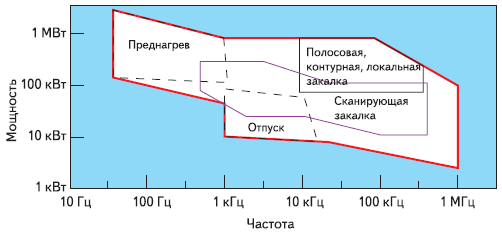 1 МВт
100 кВт
10 кВт
1 кВт
Мощность
Преднагрев
Полосовая,
контурная, локальная
закалка
Сканирующая
закалка
Отпуск
10 Гц 100 Гц 1 кГц 10 кГц 100 кГц 1 МГц
Частота